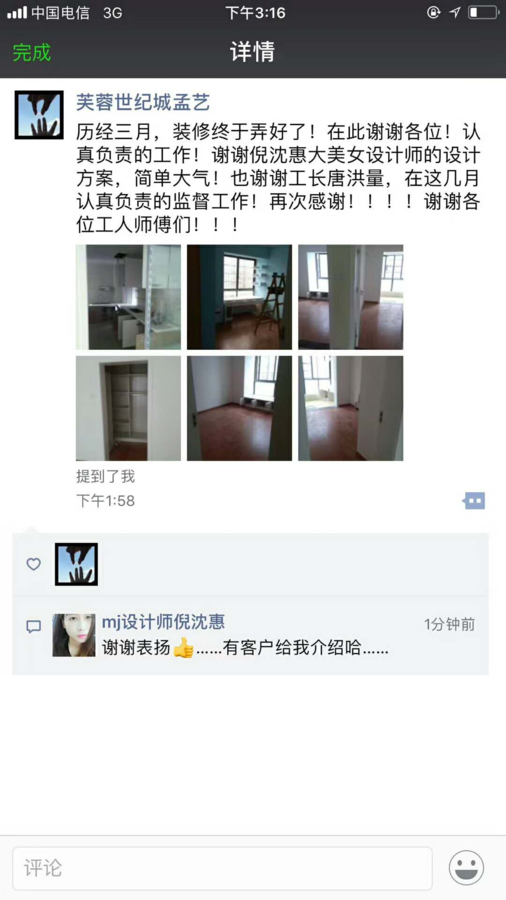 中国电信 3G 下午3:16
完成 详情
芙蓉世纪城孟艺
历经三月，装修终于弄好了！在此谢谢各位！认
真负责的工作！谢谢倪沈惠大美女设计师的设计
方案，简单大气！也谢谢工长唐洪量，在这几月
认真负责的监督工作！再次感谢！！！！谢谢各
位工人师傅们！！！
提到了我
下午1:58
mj设计师倪沈惠 1分钟前
谢谢表扬👍……有客户给我介绍哈……
评论